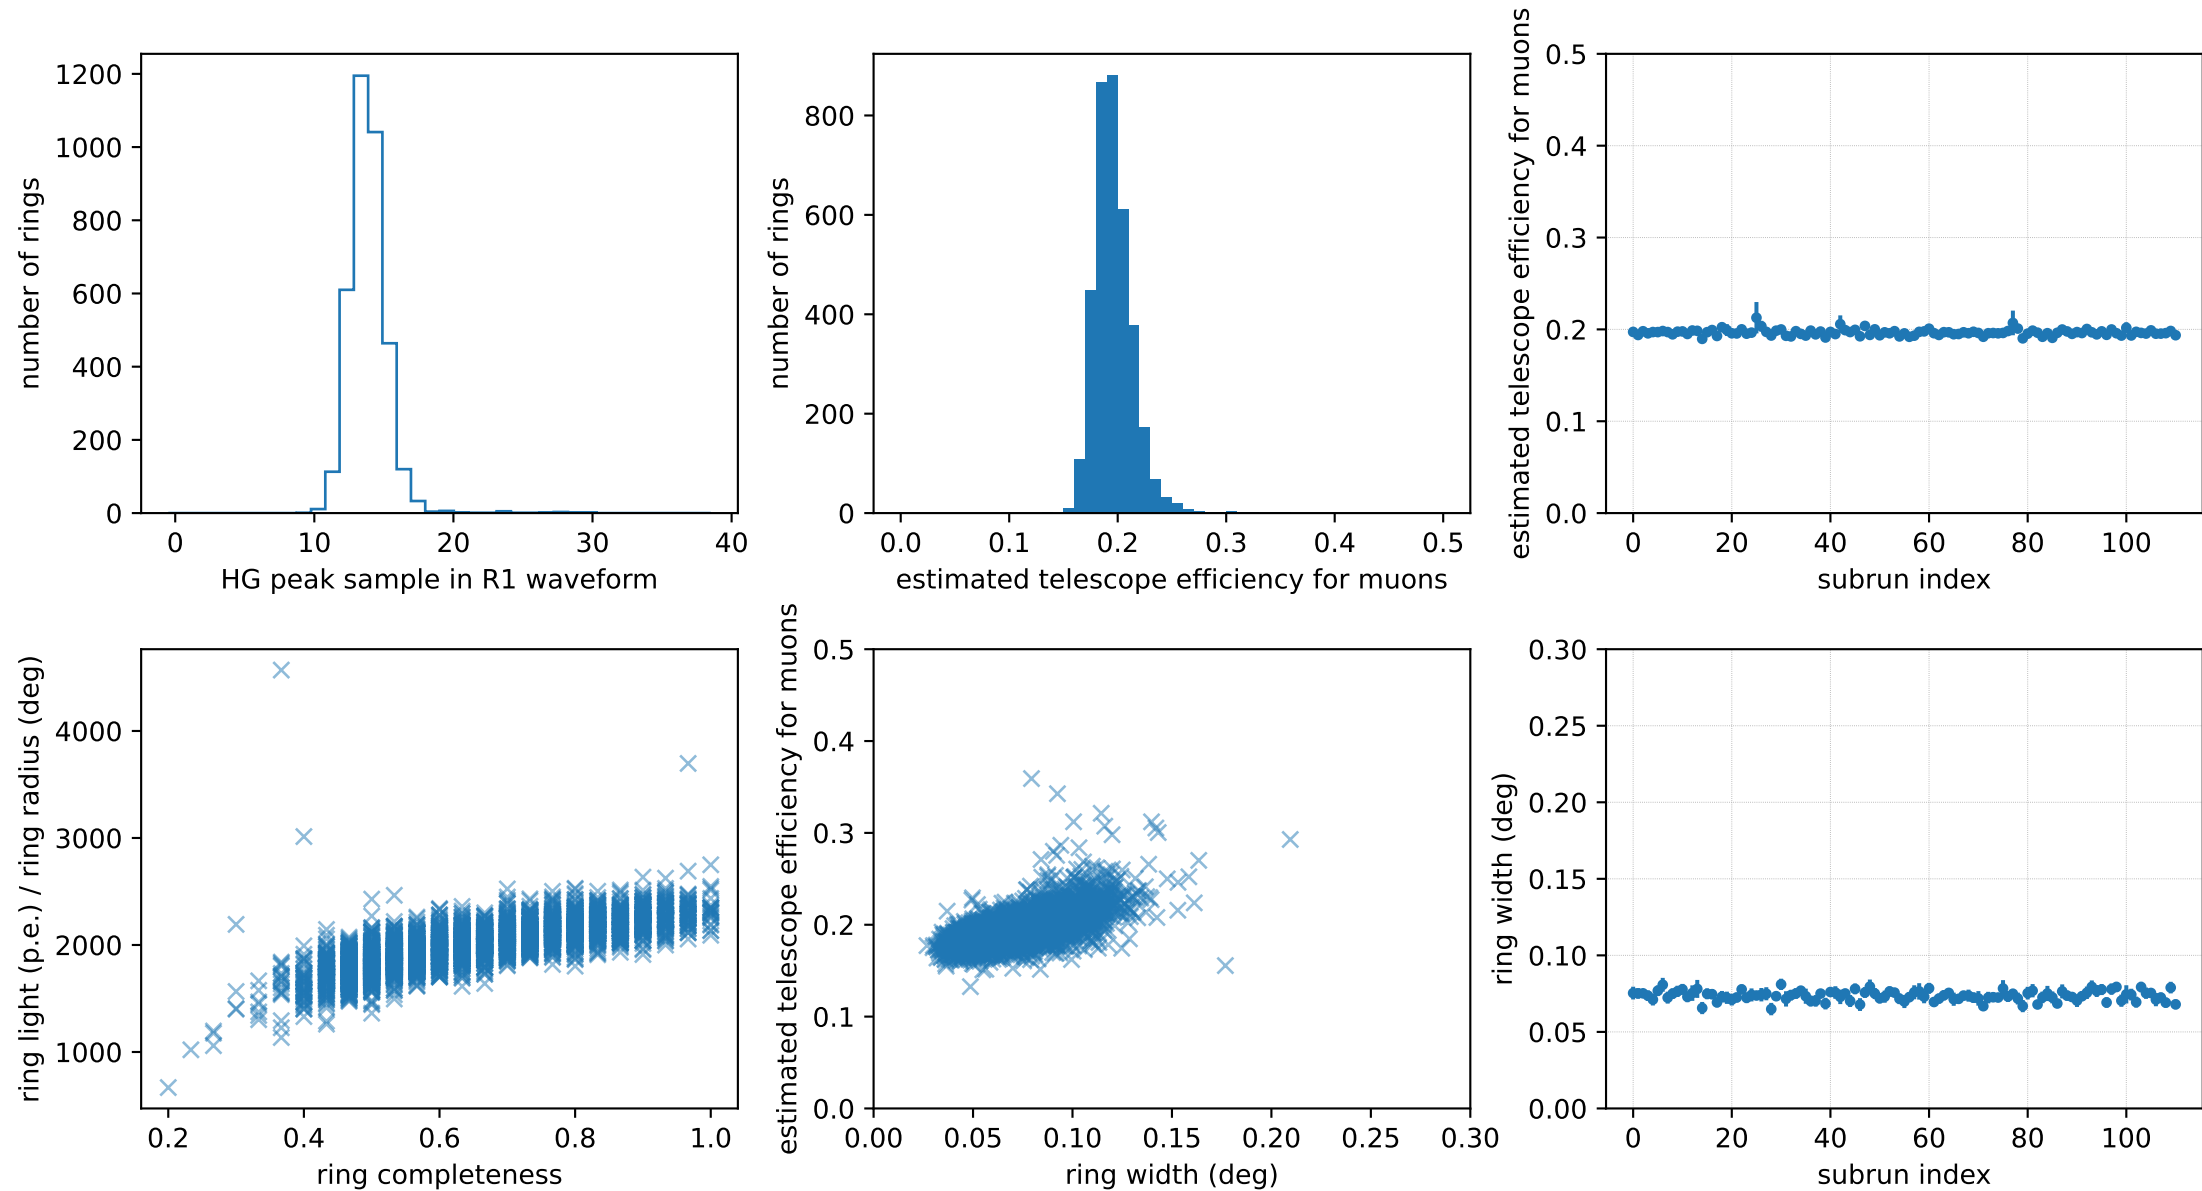 number of rings
1200
1000
800
600
400
200
0
0 10 20 30 40
HG peak sample in R1 waveform
number of rings
800
600
400
200
0
0.0 0.1 0.2 0.3 0.4 0.5
estimated telescope efficiency for muons
estimated telescope efficiency for muons
0.5
0.4
0.3
0.2
0.1
0.0
0 20 40 60 80 100
subrun index
ring light (p.e.) / ring radius (deg)
4000
3000
2000
1000
0.2 0.4 0.6 0.8 1.0
ring completeness
estimated telescope efficiency for muons
0.5
0.4
0.3
0.2
0.1
0.0
0.00 0.05 0.10 0.15 0.20 0.25 0.30
ring width (deg)
ring width (deg)
0.30
0.25
0.20
0.15
0.10
0.05
0.00
0 20 40 60 80 100
subrun index